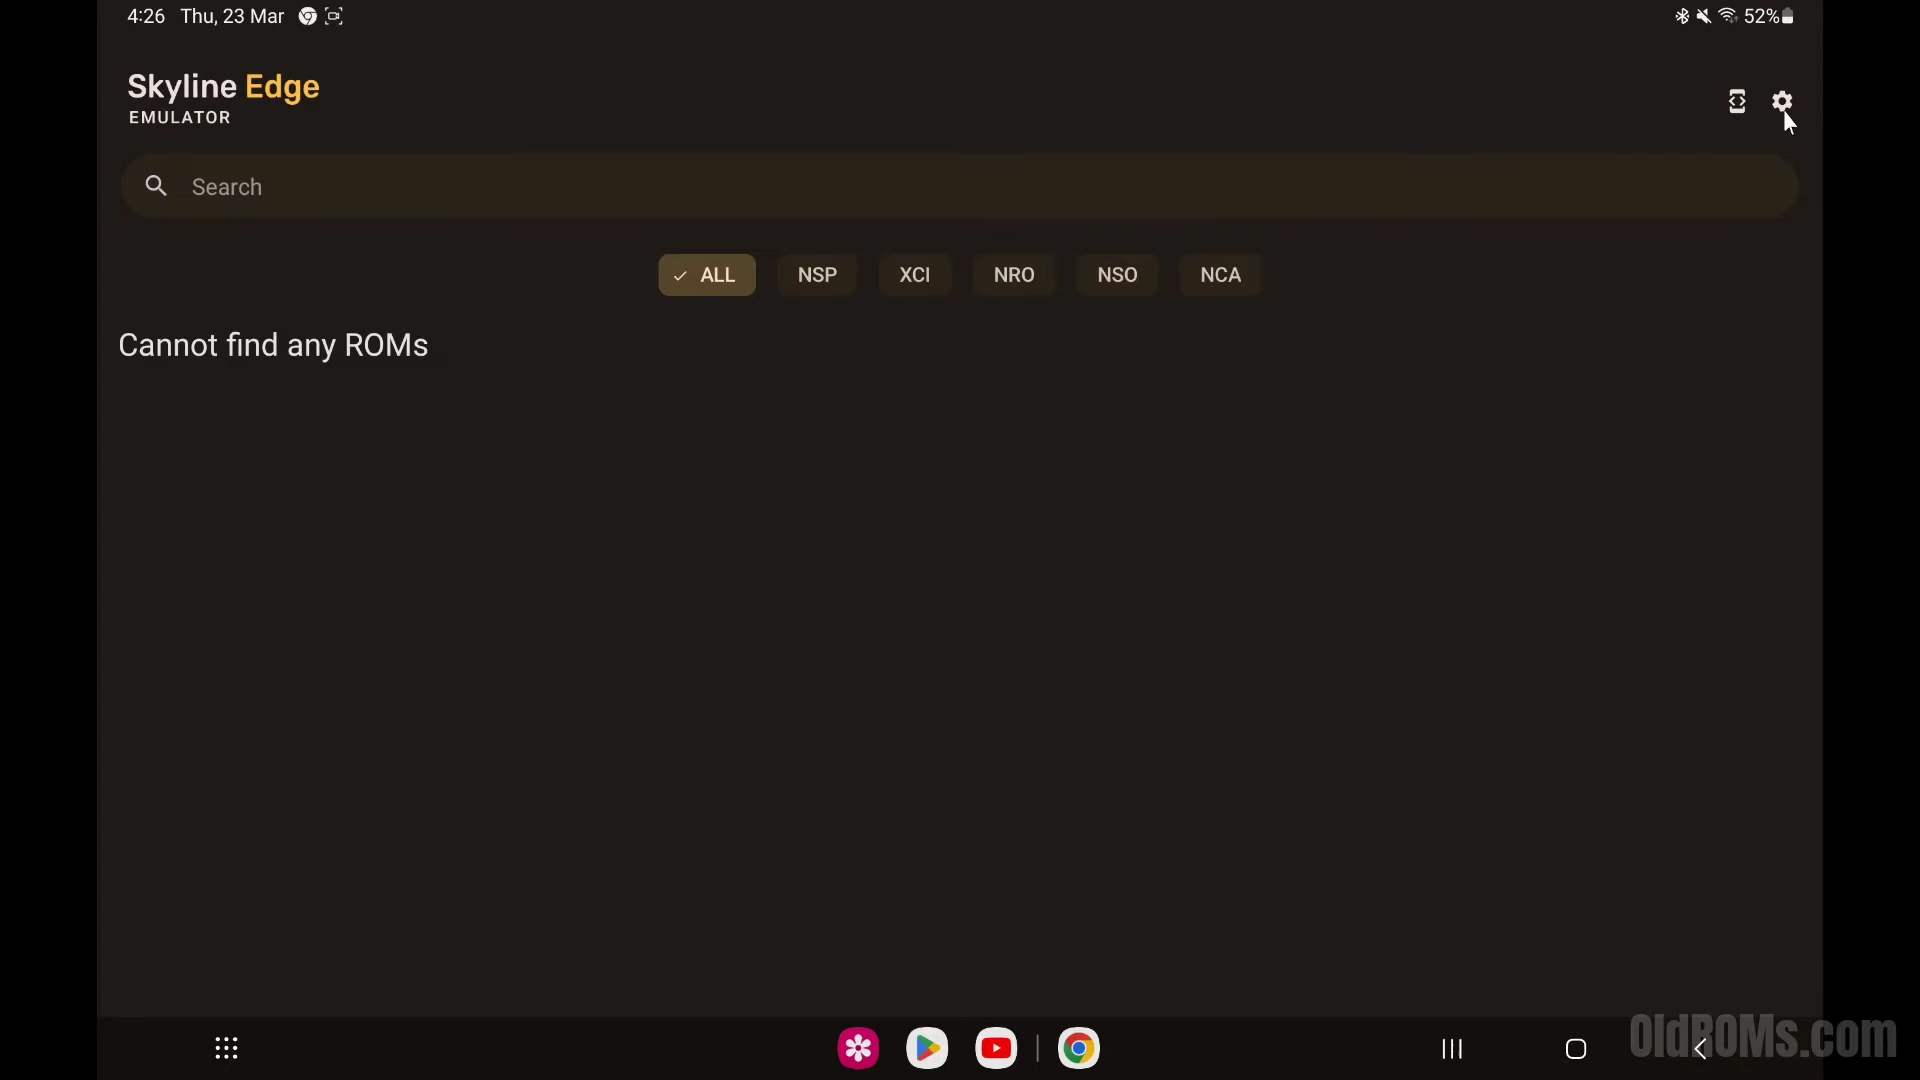 4:26 Thu, 23 Mar
52%
Skyline Edge
EMULATOR
Search
ALL NSP XCI NRO NSO NCA
Cannot find any ROMs
OldROMs.com